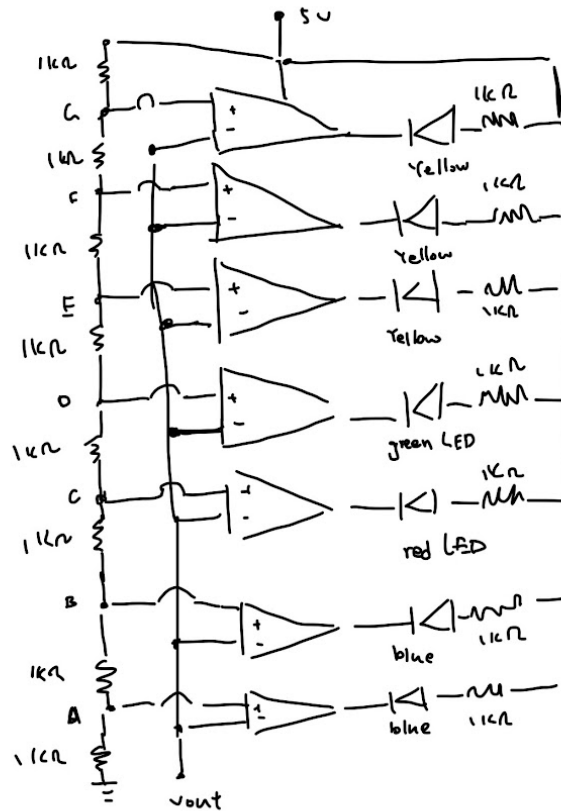 5v
1KΩ
G
1KΩ
+
-
Yellow
1KΩ
F
+
-
Yellow
1KΩ
1KΩ
E
+
-
Yellow
1KΩ
1KΩ
D
+
-
green LED
1KΩ
1KΩ
C
+
-
red LED
1KΩ
1KΩ
B
+
-
blue
1KΩ
1KΩ
A
+
-
blue
1KΩ
1KΩ
vout